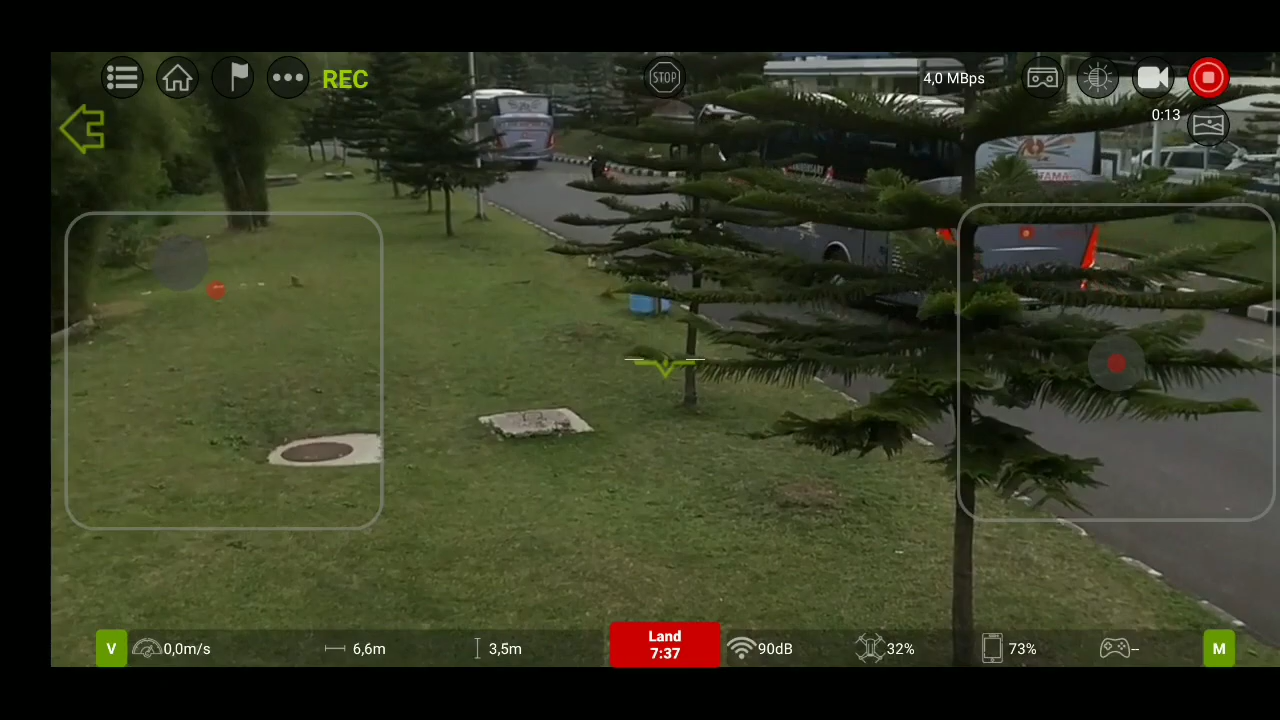 REC
STOP
4,0 MBps
0:13
TAMA
V
0,0m/s
6,6m
3,5m
Land
7:37
90dB
32%
73%
--
M